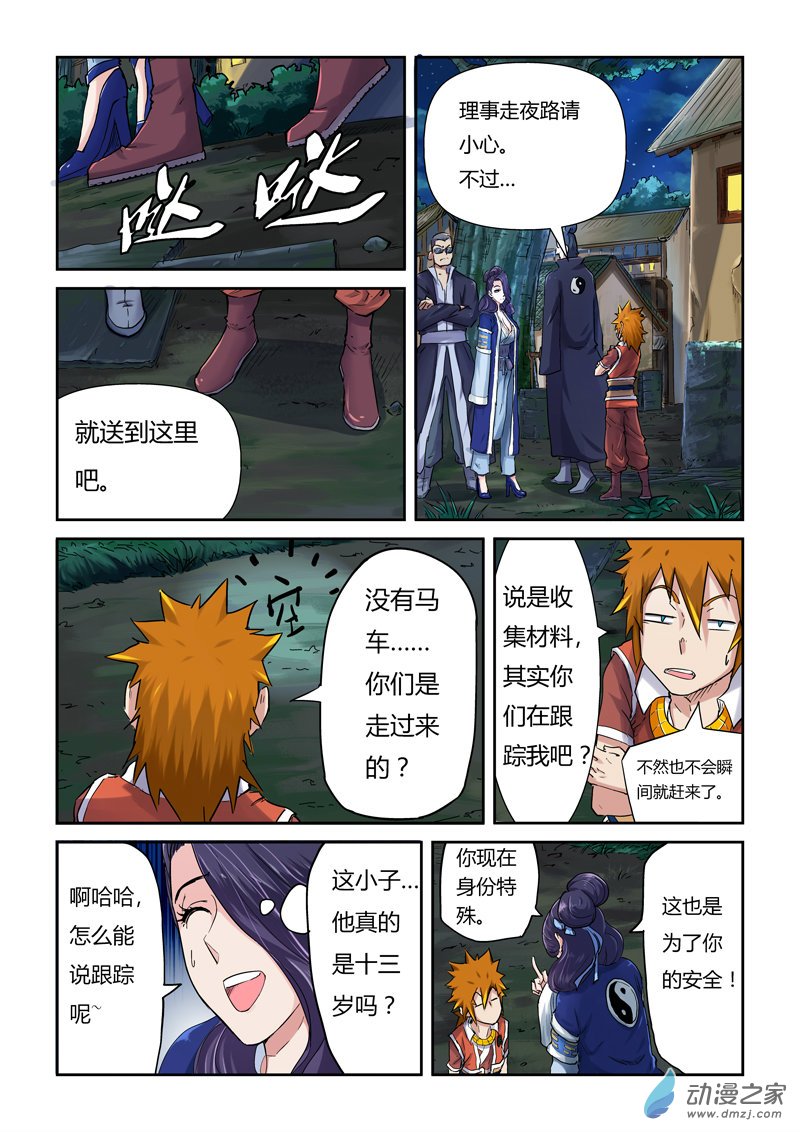 哒 哒
就送到这里
吧。
理事走夜路请
小心。
不过...
空
没有马
车……
你们是
走过来
的？
说是收
集材料，
其实你
们在跟
踪我吧？
不然也不会瞬
间就赶来了。
啊哈哈，
怎么能
说跟踪
呢~
这小子...
他真的
是十三
岁吗？
你现在
身份特
殊。
这也是
为了你
的安全！
动漫之家
www.dmzj.com